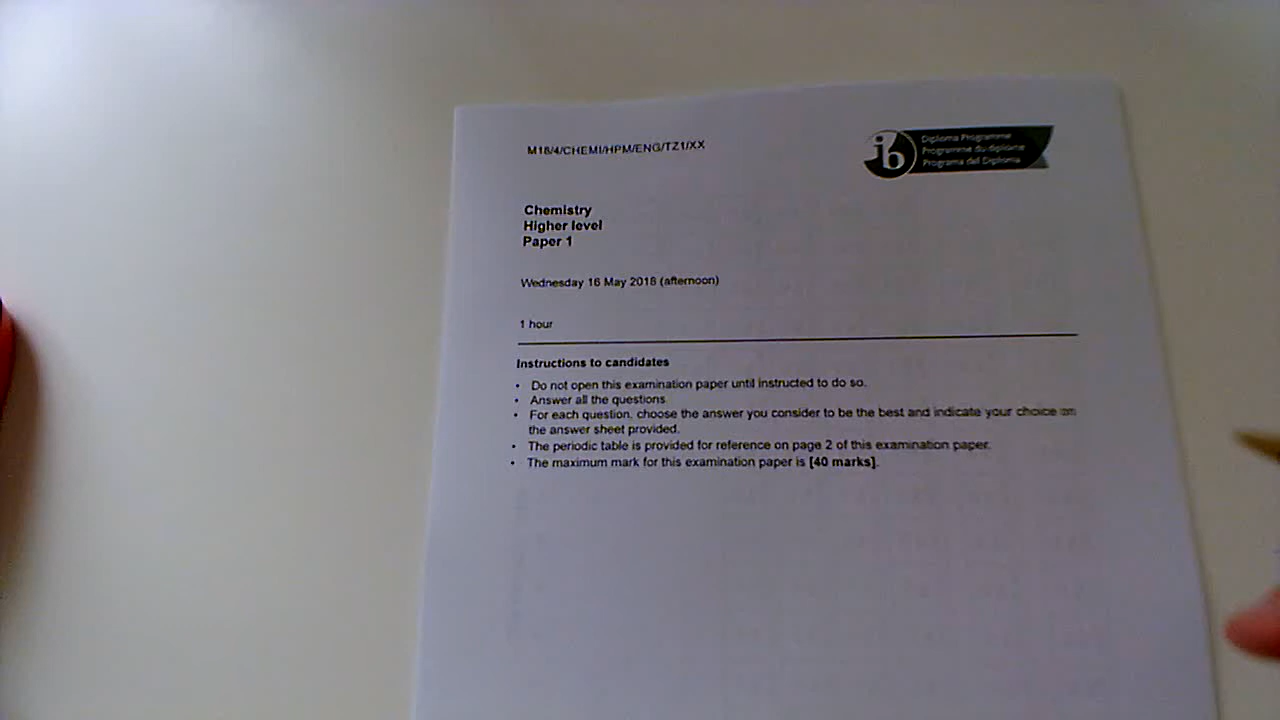 M18/4/CHEMI/HPM/ENG/TZ1/XX
ib
Diploma Programme
Programme du diplôme
Programa del Diploma
Chemistry
Higher level
Paper 1
Wednesday 16 May 2018 (afternoon)
1 hour
Instructions to candidates
• Do not open this examination paper until instructed to do so.
• Answer all the questions.
• For each question, choose the answer you consider to be the best and indicate your choice on
the answer sheet provided.
• The periodic table is provided for reference on page 2 of this examination paper.
• The maximum mark for this examination paper is [40 marks].